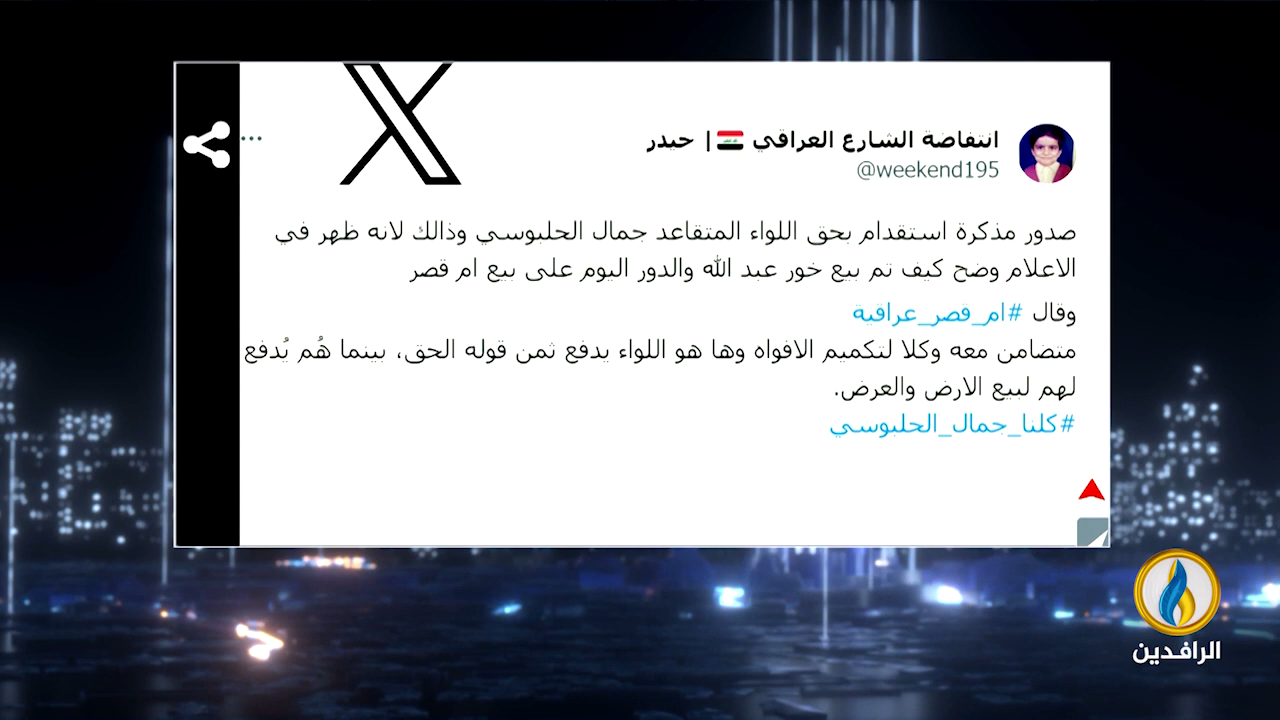 انتفاضة الشارع العراقي 🇮🇶 | حيدر
@weekend195
صدور مذكرة استقدام بحق اللواء المتقاعد جمال الحلبوسي وذالك لانه ظهر في
الاعلام وضح كيف تم بيع خور عبد الله والدور اليوم على بيع ام قصر
وقال #ام_قصر_عراقية
متضامن معه وكلا لتكميم الافواه وها هو اللواء يدفع ثمن قوله الحق، بينما هُم يُدفع
لهم لبيع الارض والعرض.
#كلنا_جمال_الحلبوسي
الرافدين